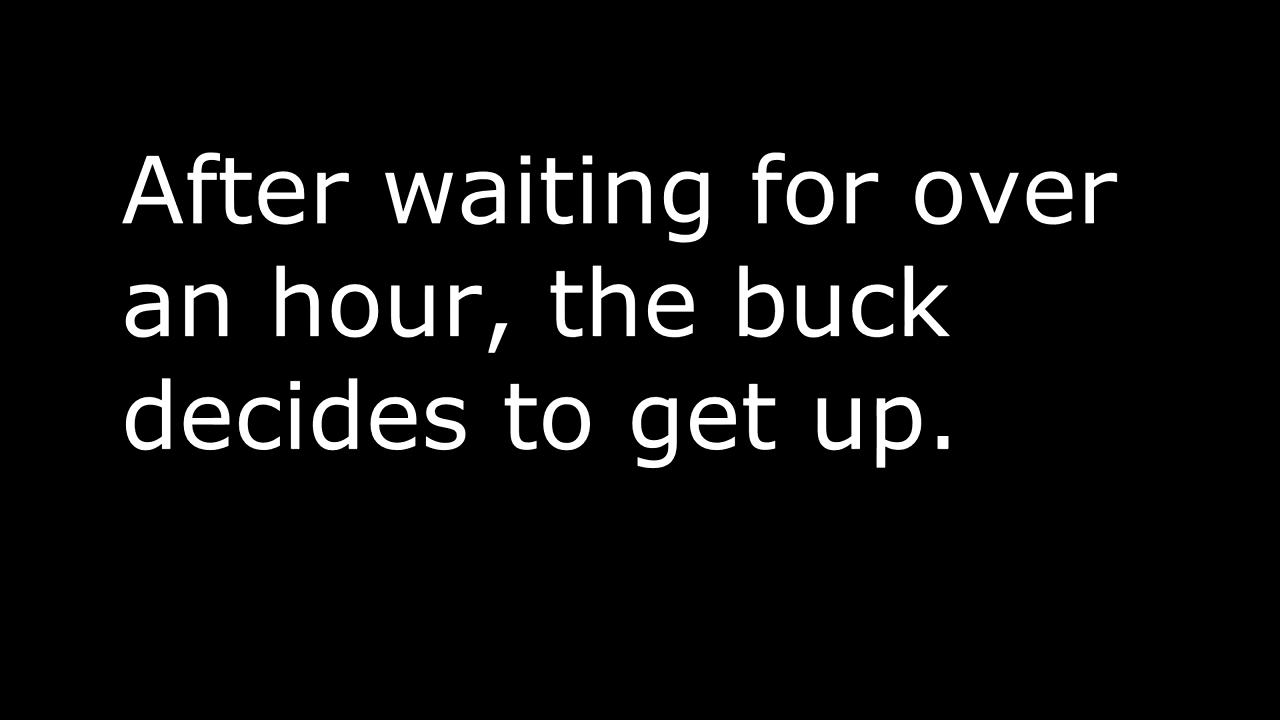 After waiting for over
an hour, the buck
decides to get up.